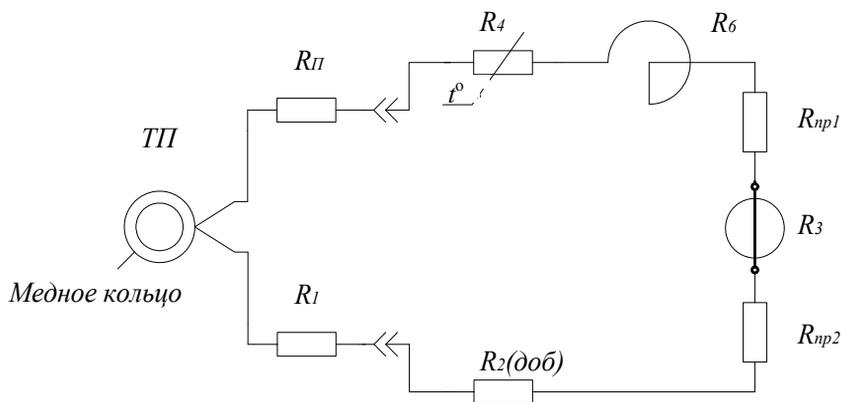 R4
R6
RП
t°
Rпр1
ТП
R3
Медное кольцо
R1
Rпр2
R2(доб)